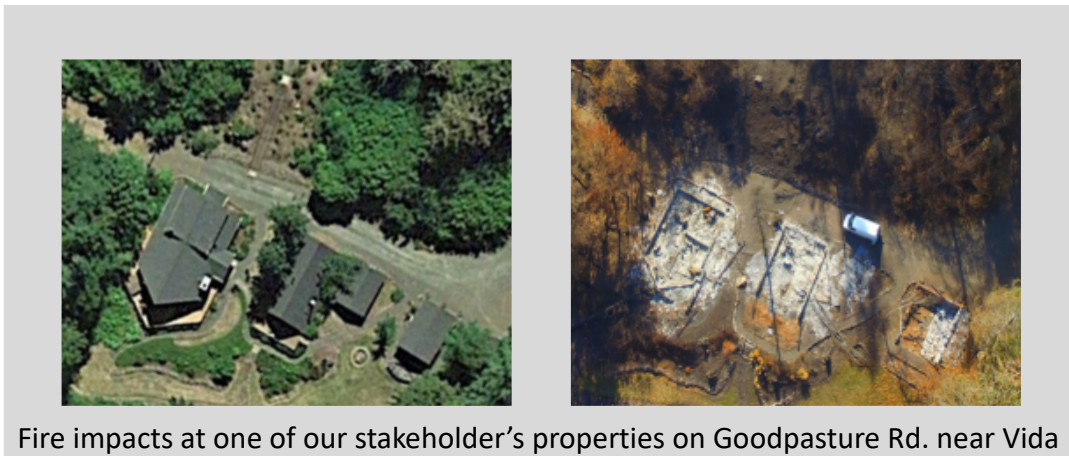 Fire impacts at one of our stakeholder’s properties on Goodpasture Rd. near Vida